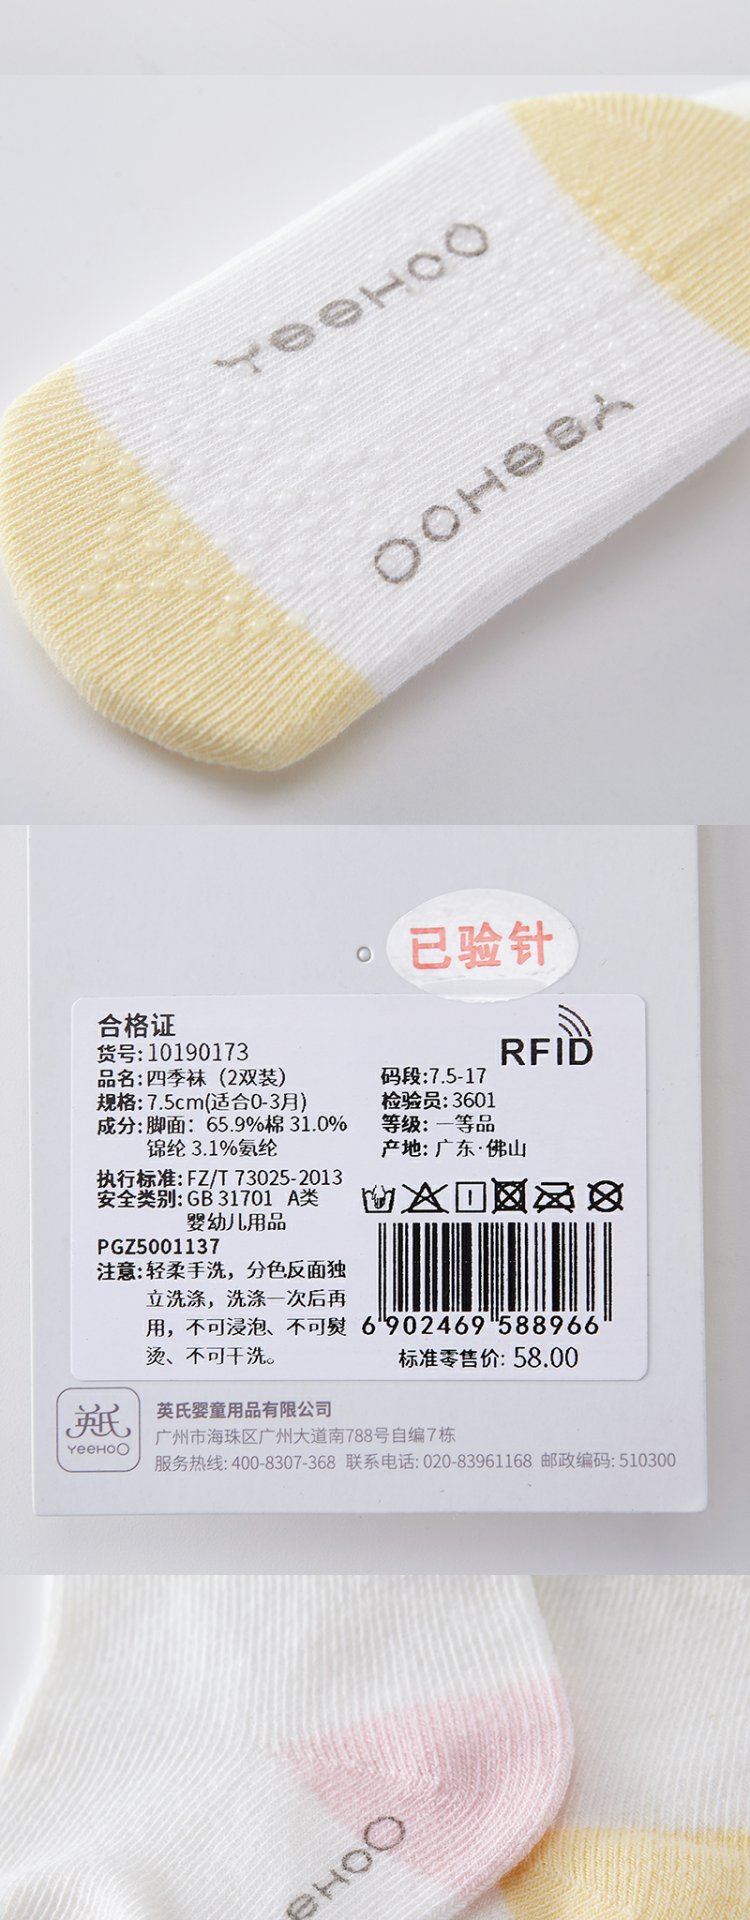 YEEHOO
YEEHOO
已验针
合格证
RFID
货号:10190173
品名:四季袜（2双装）
码段:7.5-17
规格:7.5cm(适合0-3月)
检验员:3601
成分:脚面：65.9%棉 31.0%
等级: 一等品
锦纶 3.1%氨纶
产地: 广东·佛山
执行标准:FZ/T 73025-2013
安全类别:GB 31701 A类
婴幼儿用品
PGZ5001137
注意:轻柔手洗，分色反面独
立洗涤，洗涤一次后再
用，不可浸泡、不可熨
烫、不可干洗。
6 902469 588966
标准零售价: 58.00
英氏
YEEHOO
英氏婴童用品有限公司
广州市海珠区广州大道南788号自编7栋
服务热线: 400-8307-368 联系电话: 020-83961168 邮政编码: 510300
eHOO